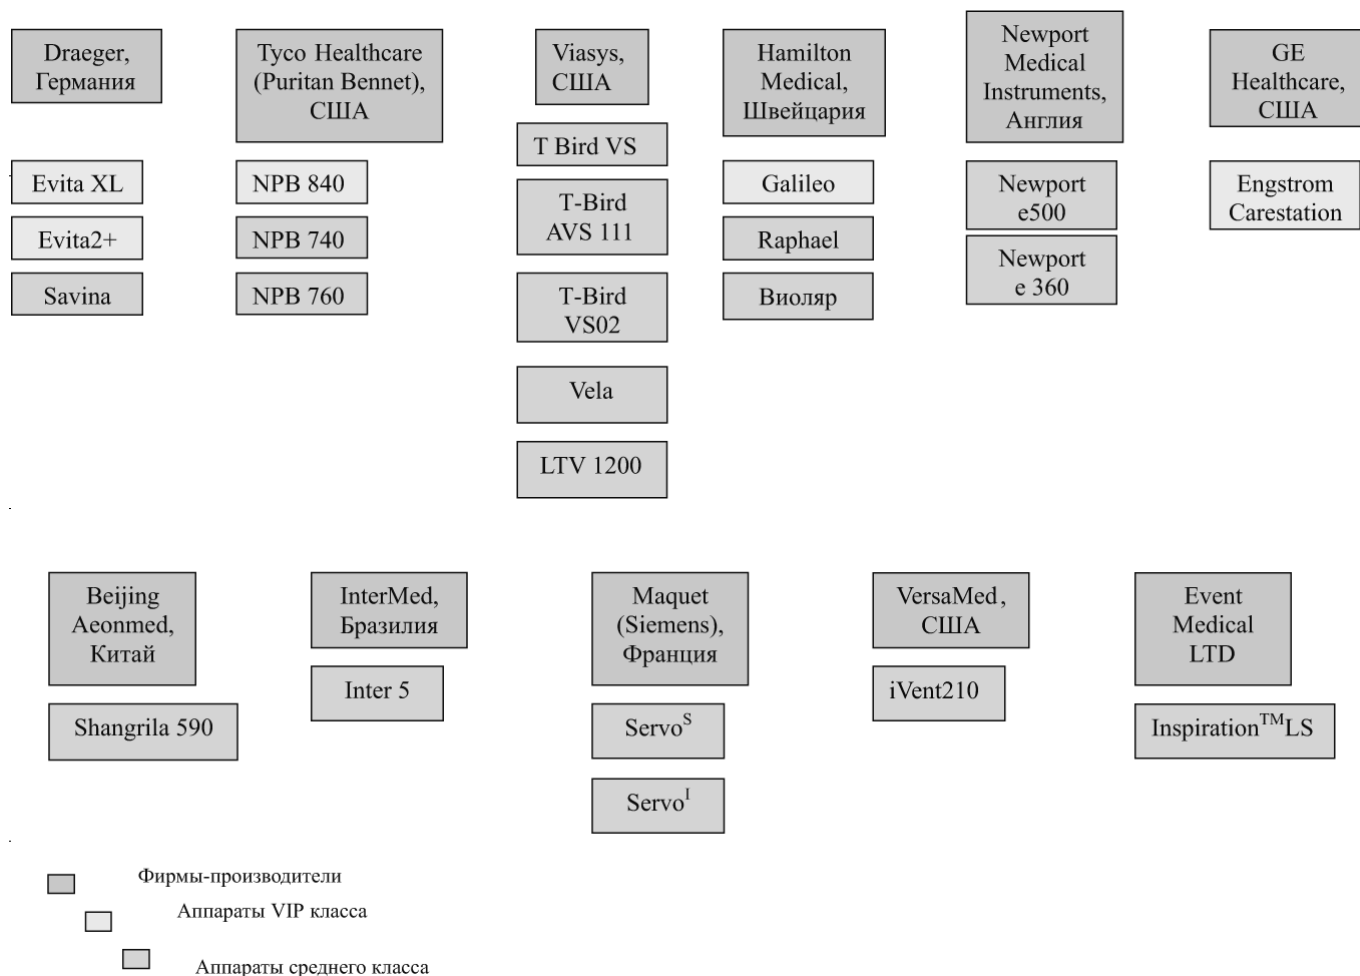 Draeger,
Германия
Tyco Healthcare
(Puritan Bennet),
США
Viasys,
США
Hamilton
Medical,
Швейцария
Newport
Medical
Instruments,
Англия
GE
Healthcare,
США
Evita XL
Evita2+
Savina
NPB 840
NPB 740
NPB 760
T Bird VS
T-Bird
AVS 111
T-Bird
VS02
Vela
LTV 1200
Galileo
Raphael
Виоляр
Newport
e500
Newport
e 360
Engstrom
Carestation
Beijing
Aeonmed,
Китай
Shangrila 590
InterMed,
Бразилия
Inter 5
Maquet
(Siemens),
Франция
Servo^S
Servo^I
VersaMed,
США
iVent210
Event
Medical
LTD
Inspiration™LS
Фирмы-производители
Аппараты VIP класса
Аппараты среднего класса